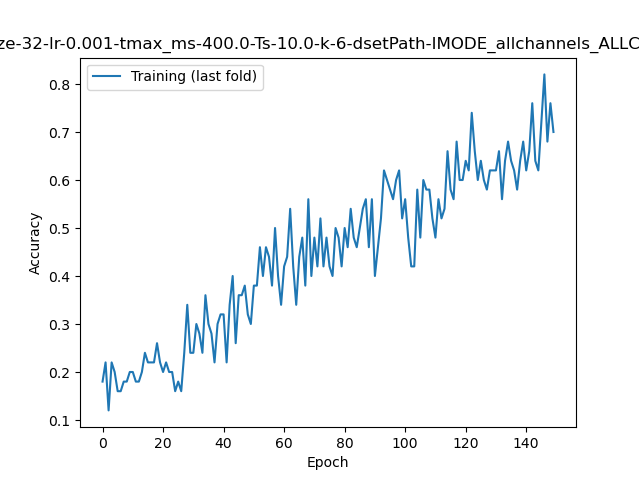 ze-32-lr-0.001-tmax_ms-400.0-Ts-10.0-k-6-dsetPath-IMODE_allchannels_ALLC
Training (last fold)
0.8
0.7
0.6
0.5
0.4
0.3
0.2
0.1
Accuracy
0 20 40 60 80 100 120 140
Epoch